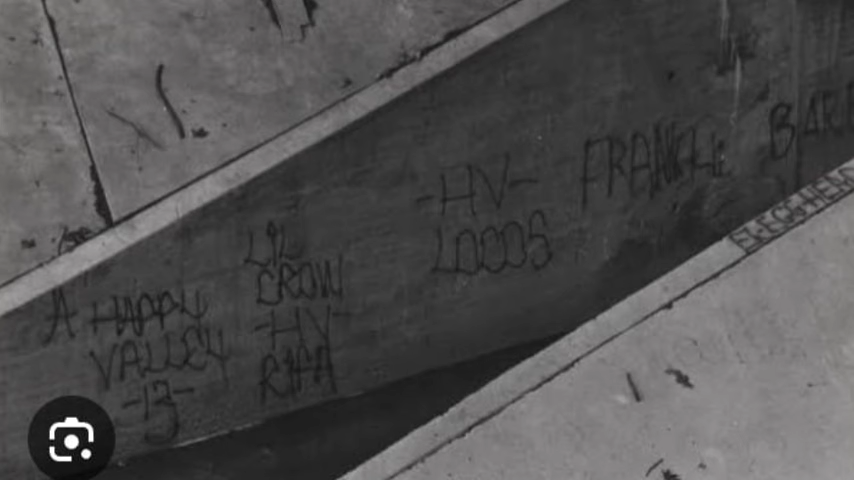 A HAPPY
VALLEY
-13-
LIL
CROW
-HV-
RIFA
-HV-
LOCOS
FRANKIE